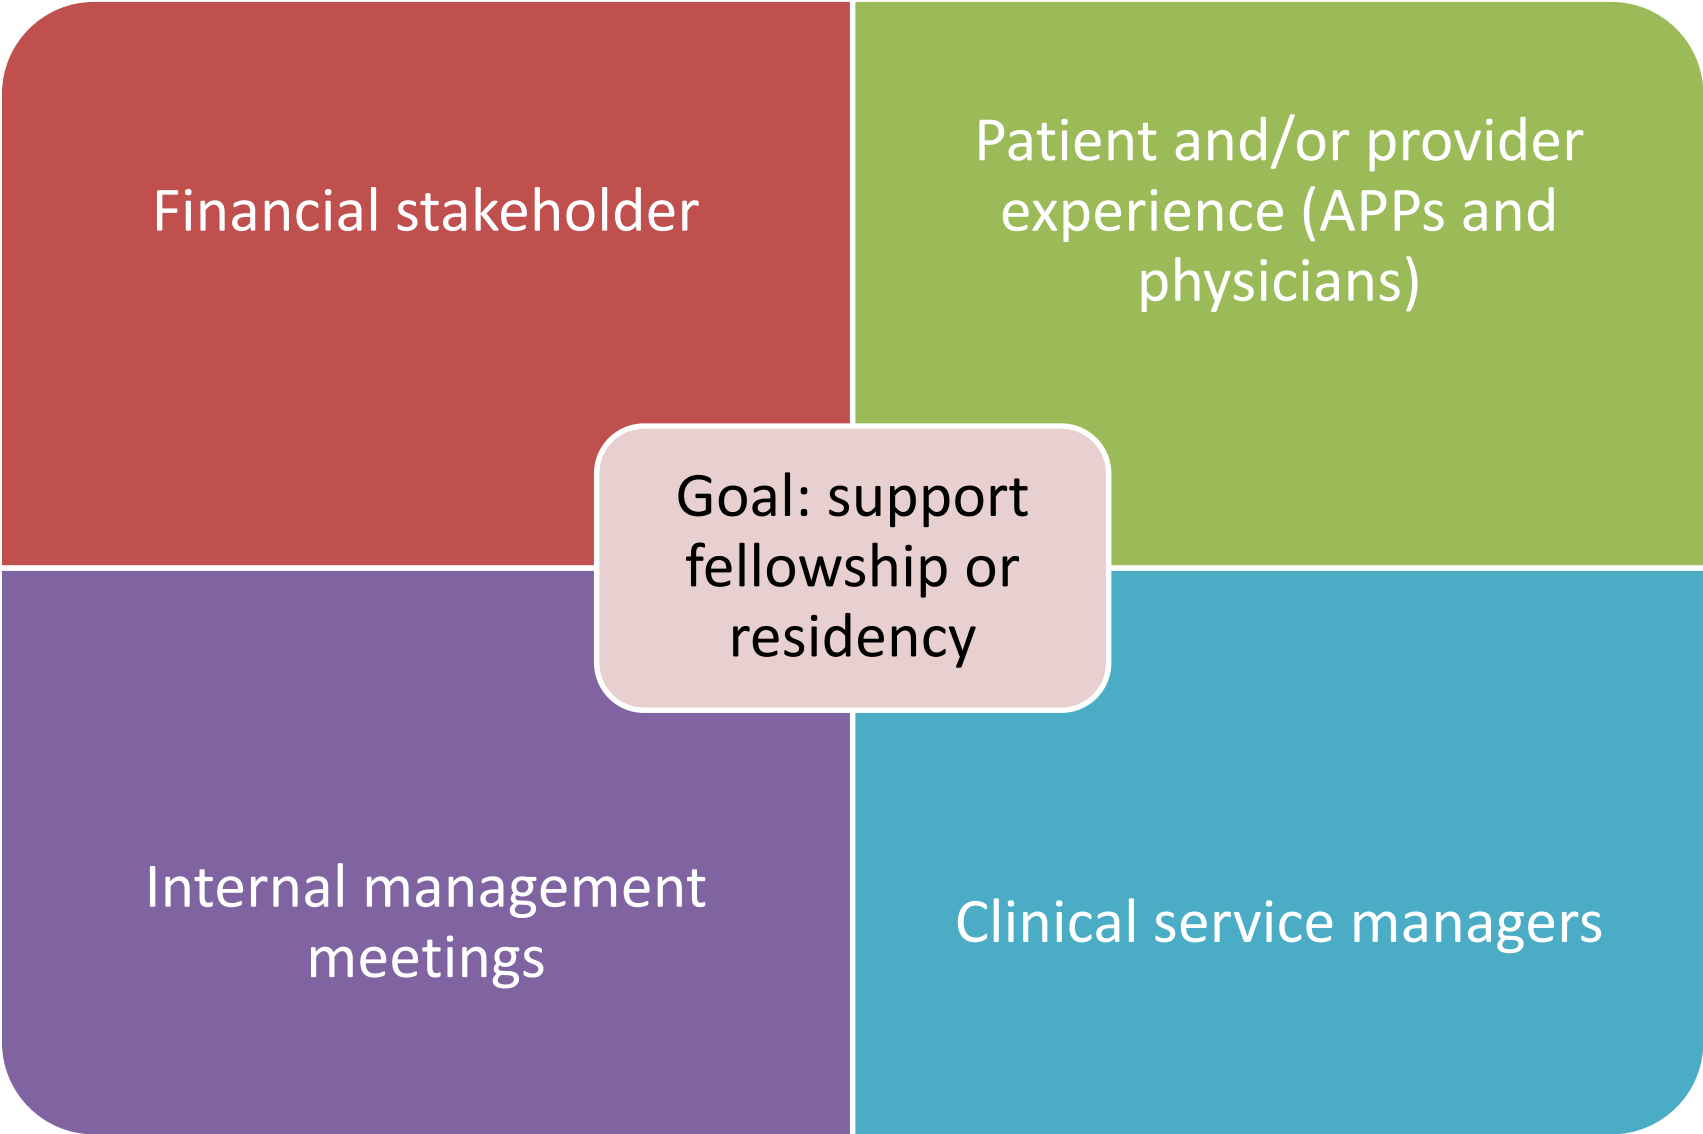 Financial stakeholder
Patient and/or provider
experience (APPs and
physicians)
Goal: support
fellowship or
residency
Internal management
meetings
Clinical service managers